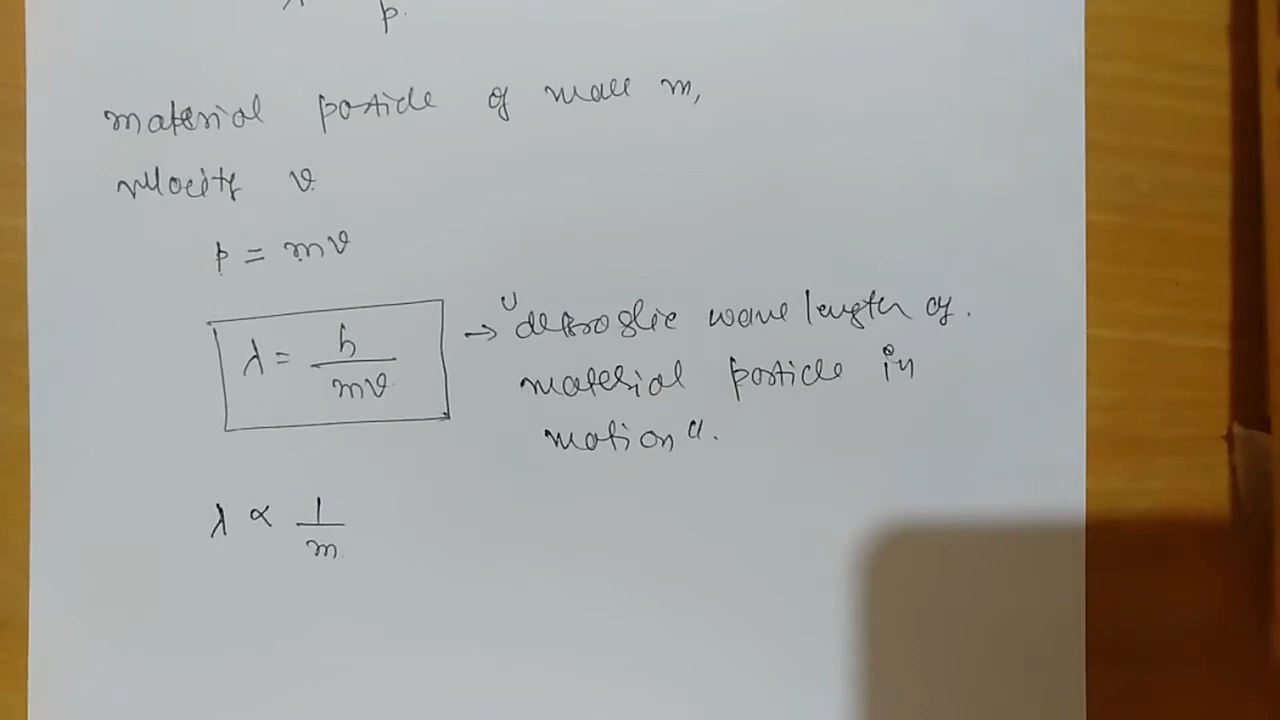 λ p.
material particle of mass m,
velocity v.
p = mv
λ = h / mv → "debroglie wave length of.
material particle in
motion".
λ ∝ 1 / m